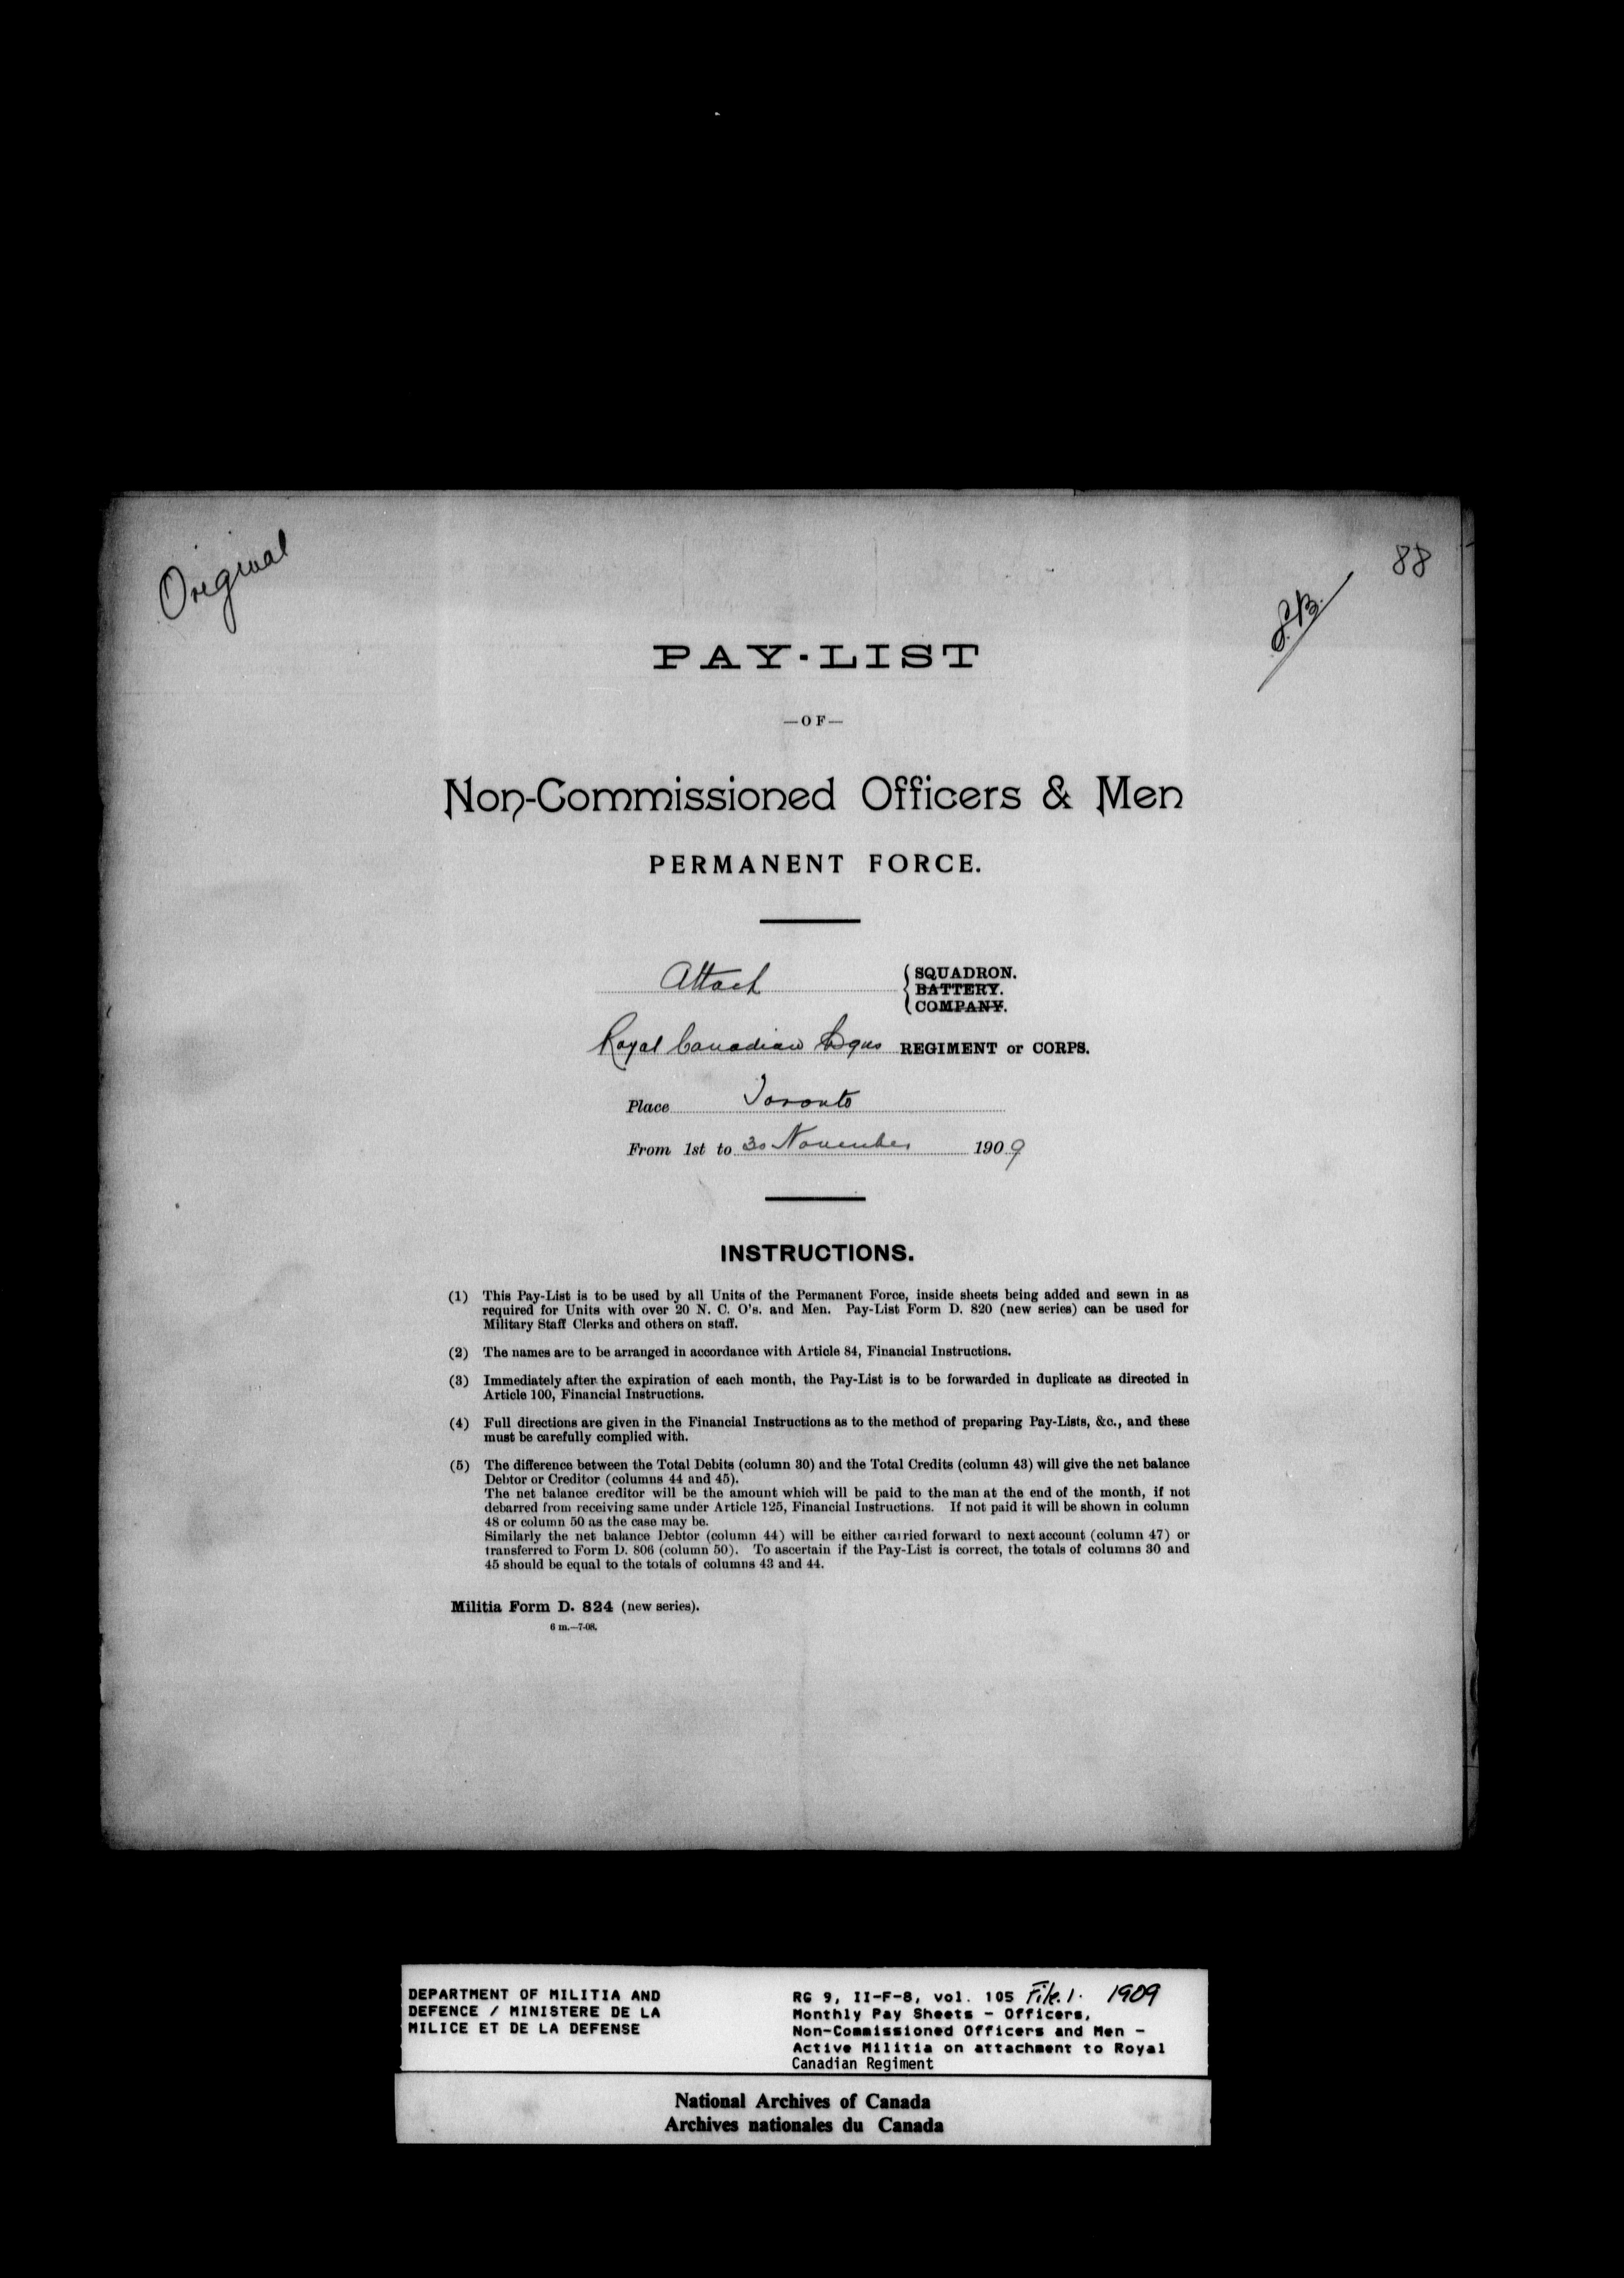 Original
88
J.B.
PAY-LIST
—OF—
Non-Commissioned Officers & Men
PERMANENT FORCE.
Attach
SQUADRON.
BATTERY.
COMPANY.
Royal Canadian Dgns REGIMENT or CORPS.
Place Toronto
From 1st to 30 November 1909
INSTRUCTIONS.
(1) This Pay-List is to be used by all Units of the Permanent Force, inside sheets being added and sewn in as
required for Units with over 20 N. C. O's. and Men. Pay-List Form D. 820 (new series) can be used for
Military Staff Clerks and others on staff.
(2) The names are to be arranged in accordance with Article 84, Financial Instructions.
(3) Immediately after the expiration of each month, the Pay-List is to be forwarded in duplicate as directed in
Article 100, Financial Instructions.
(4) Full directions are given in the Financial Instructions as to the method of preparing Pay-Lists, &c., and these
must be carefully complied with.
(5) The difference between the Total Debits (column 30) and the Total Credits (column 43) will give the net balance
Debtor or Creditor (columns 44 and 45).
The net balance creditor will be the amount which will be paid to the man at the end of the month, if not
debarred from receiving same under Article 125, Financial Instructions. If not paid it will be shown in column
48 or column 50 as the case may be.
Similarly the net balance Debtor (column 44) will be either carried forward to next account (column 47) or
transferred to Form D. 806 (column 50). To ascertain if the Pay-List is correct, the totals of columns 30 and
45 should be equal to the totals of columns 43 and 44.
Militia Form D. 824 (new series).
6 m.—7-08.
DEPARTMENT OF MILITIA AND
DEFENCE / MINISTERE DE LA
MILICE ET DE LA DEFENSE
RG 9, II-F-8, vol. 105 File.1. 1909
Monthly Pay Sheets - Officers,
Non-Commissioned Officers and Men -
Active Militia on attachment to Royal
Canadian Regiment
National Archives of Canada
Archives nationales du Canada